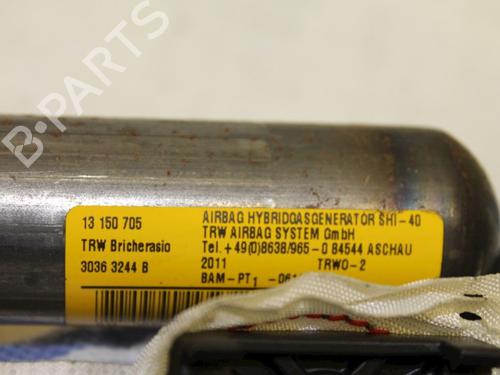 B-PARTS
13 150 705
TRW Bricherasio
3036 3244 B
AIRBAG HYBRIDGASGENERATOR SHI-40
TRW AIRBAG SYSTEM GmbH
Tel. +49(0)8638/965-0 84544 ASCHAU
2011 TRWO-2
BAM-PT1